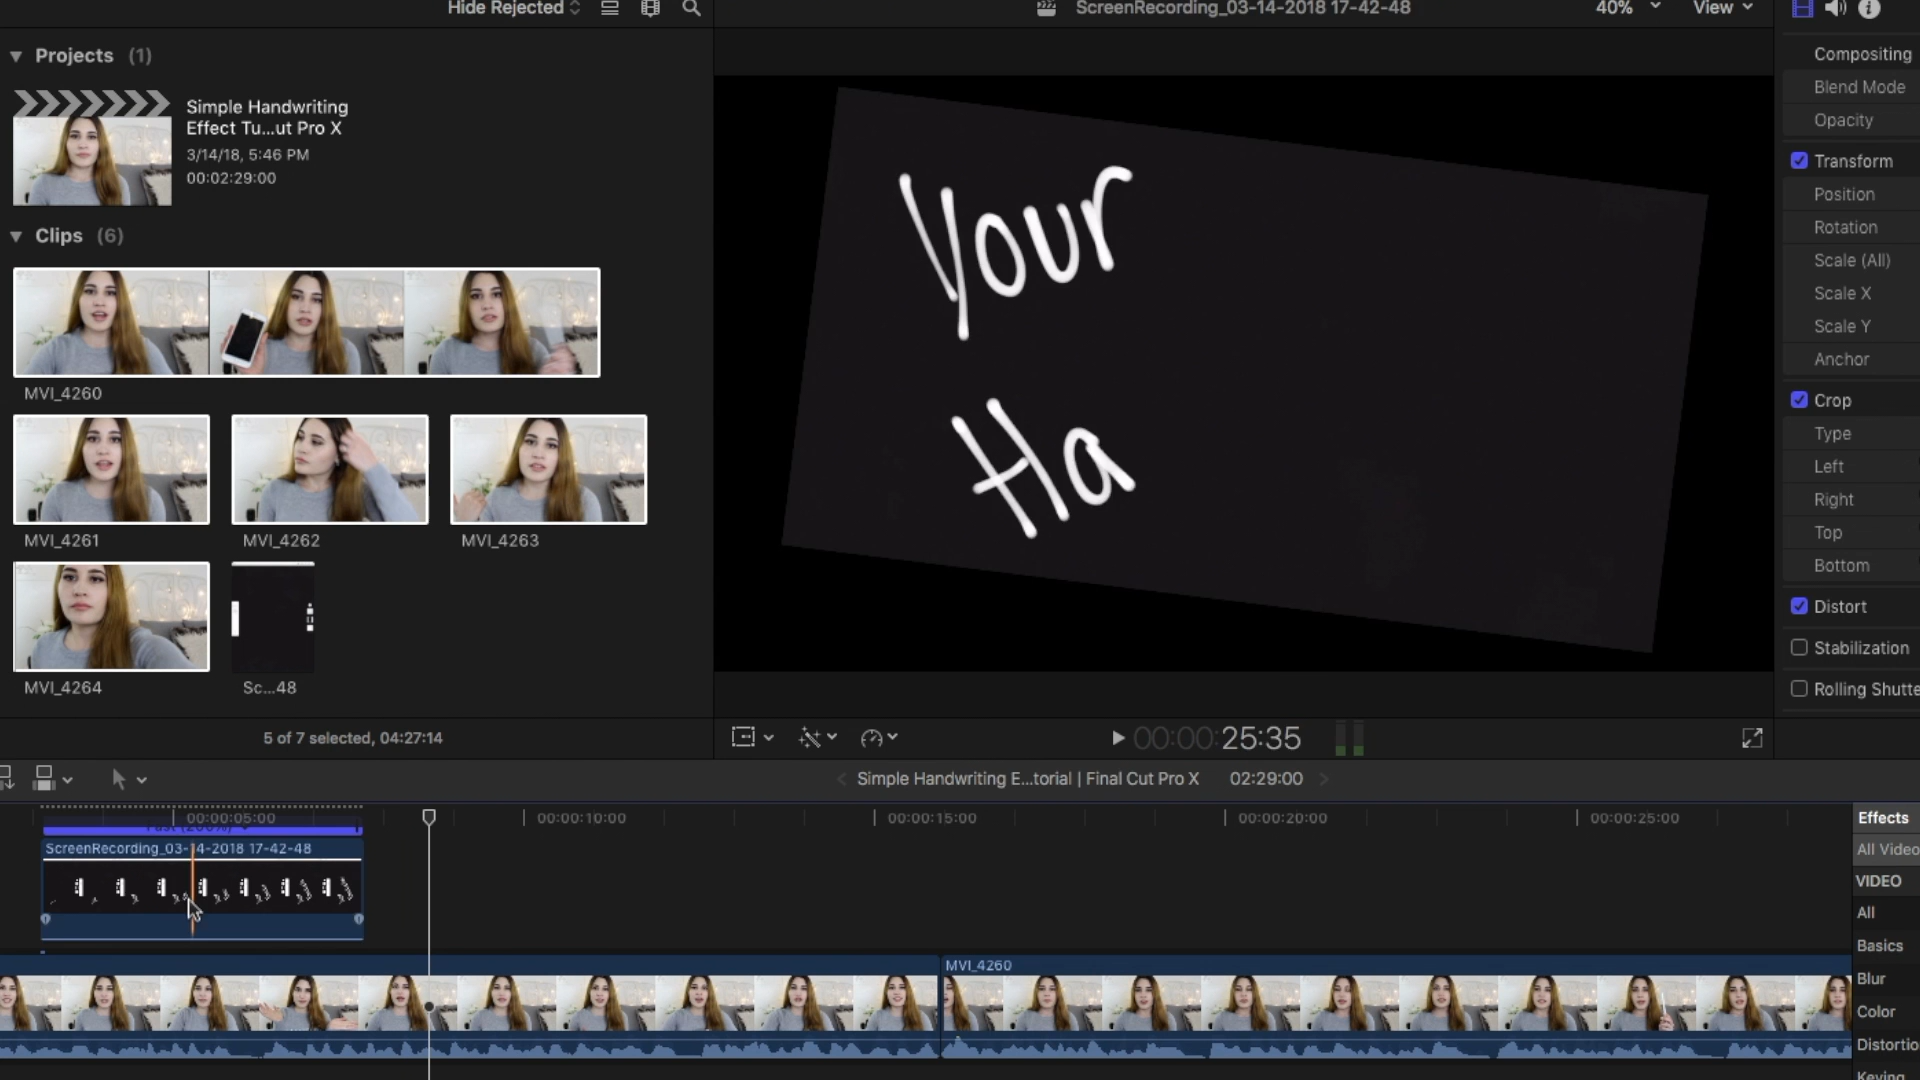 Hide Rejected
ScreenRecording_03-14-2018 17-42-48
40%
View
Projects (1)
Simple Handwriting
Effect Tu...ut Pro X
3/14/18, 5:46 PM
00:02:29:00
Clips (6)
MVI_4260
MVI_4261
MVI_4262
MVI_4263
MVI_4264
Sc...48
5 of 7 selected, 04:27:14
Your
Ha
00:00:25:35
Compositing
Blend Mode
Opacity
Transform
Position
Rotation
Scale (All)
Scale X
Scale Y
Anchor
Crop
Type
Left
Right
Top
Bottom
Distort
Stabilization
Rolling Shutte
Simple Handwriting E...torial | Final Cut Pro X
02:29:00
00:00:05:00
00:00:10:00
00:00:15:00
00:00:20:00
00:00:25:00
Fast (200%)
ScreenRecording_03-14-2018 17-42-48
MVI_4260
Effects
All Video
VIDEO
All
Basics
Blur
Color
Distortio
Keying